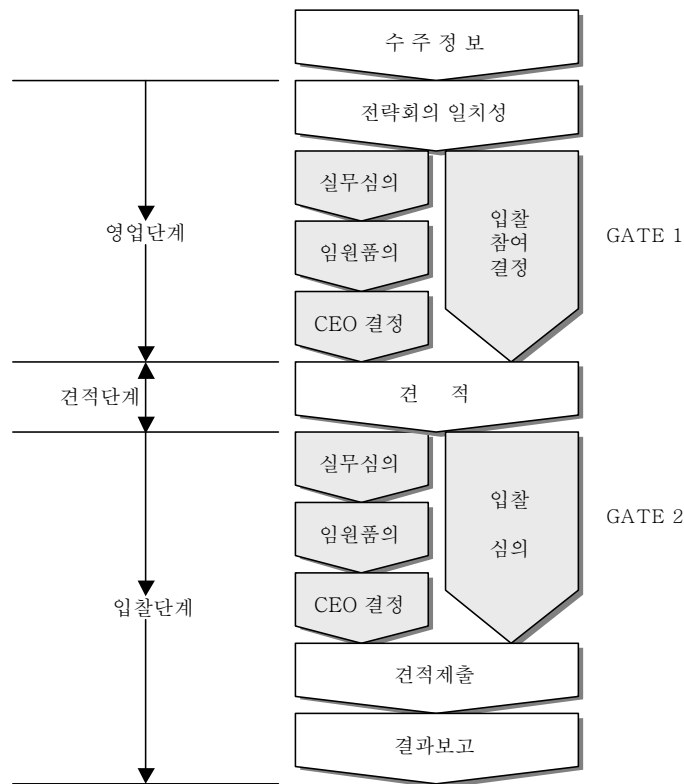 수 주 정 보
전략회의 일치성
실무심의
임원품의
CEO 결정
입찰
참여
결정
GATE 1
영업단계
견 적
견적단계
실무심의
임원품의
CEO 결정
입찰
심의
GATE 2
입찰단계
견적제출
결과보고